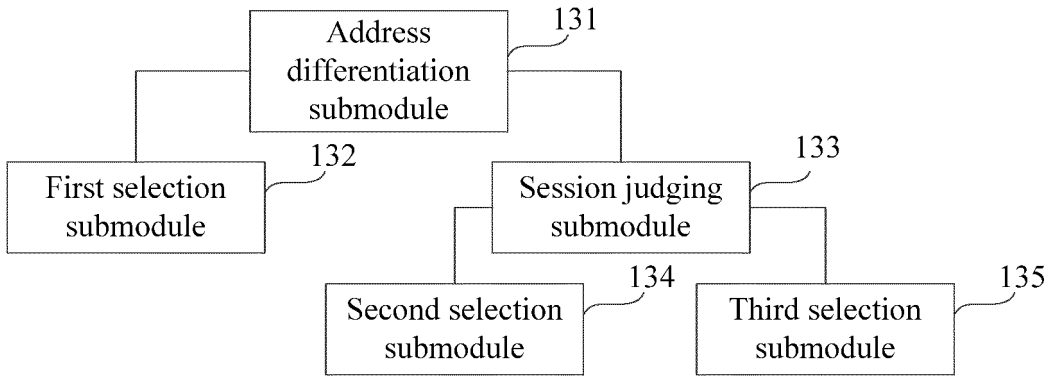 Address
differentiation
submodule
131
First selection
submodule
132
Session judging
submodule
133
Second selection
submodule
134
Third selection
submodule
135